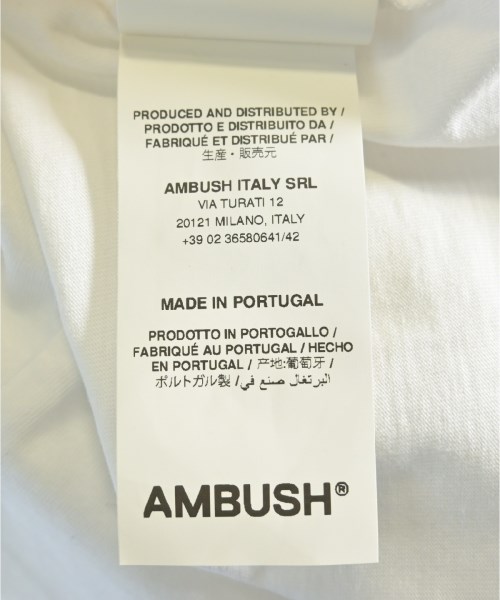 PRODUCED AND DISTRIBUTED BY /
PRODOTTO E DISTRIBUITO DA /
FABRIQUÉ ET DISTRIBUÉ PAR /
生産・販売元
AMBUSH ITALY SRL
VIA TURATI 12
20121 MILANO, ITALY
+39 02 36580641/42
MADE IN PORTUGAL
PRODOTTO IN PORTOGALLO /
FABRIQUÉ AU PORTUGAL / HECHO
EN PORTUGAL / 产地:葡萄牙 /
ポルトガル製 / البرتغال صنع في
AMBUSH®